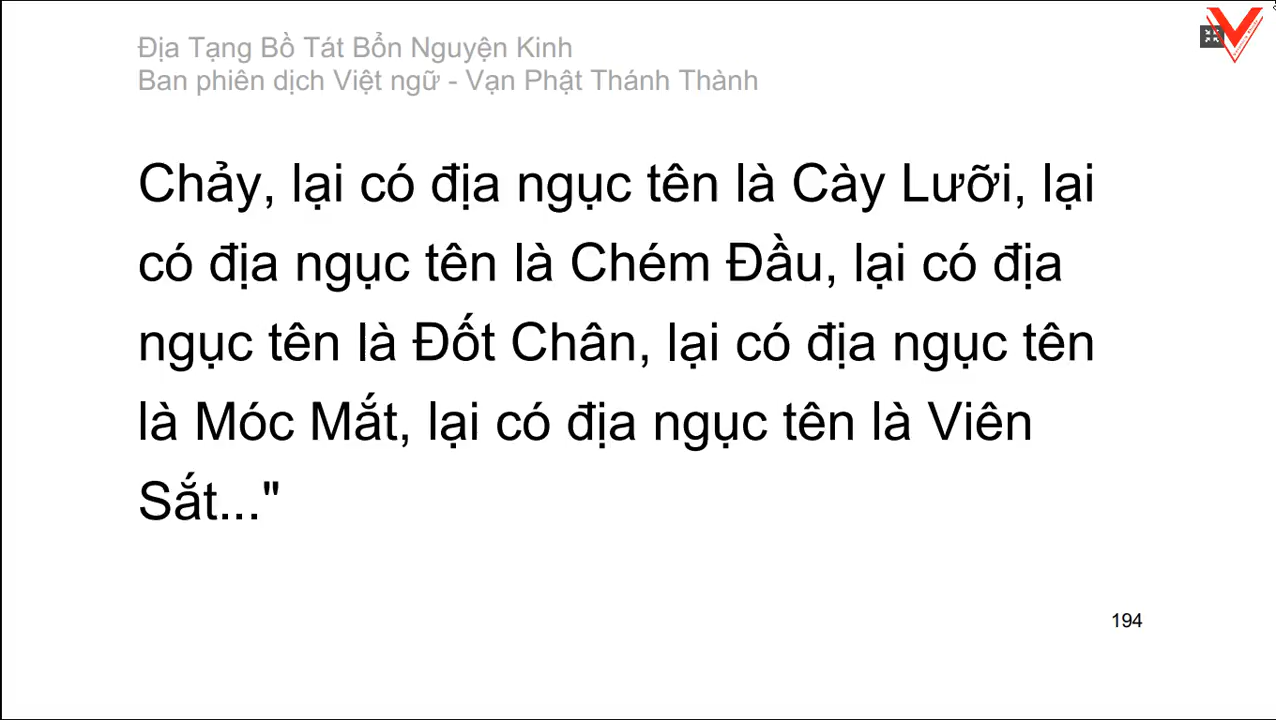 Địa Tạng Bồ Tát Bổn Nguyện Kinh
Ban phiên dịch Việt ngữ - Vạn Phật Thánh Thành
Chảy, lại có địa ngục tên là Cày Lưỡi, lại
có địa ngục tên là Chém Đầu, lại có địa
ngục tên là Đốt Chân, lại có địa ngục tên
là Móc Mắt, lại có địa ngục tên là Viên
Sắt..."
194